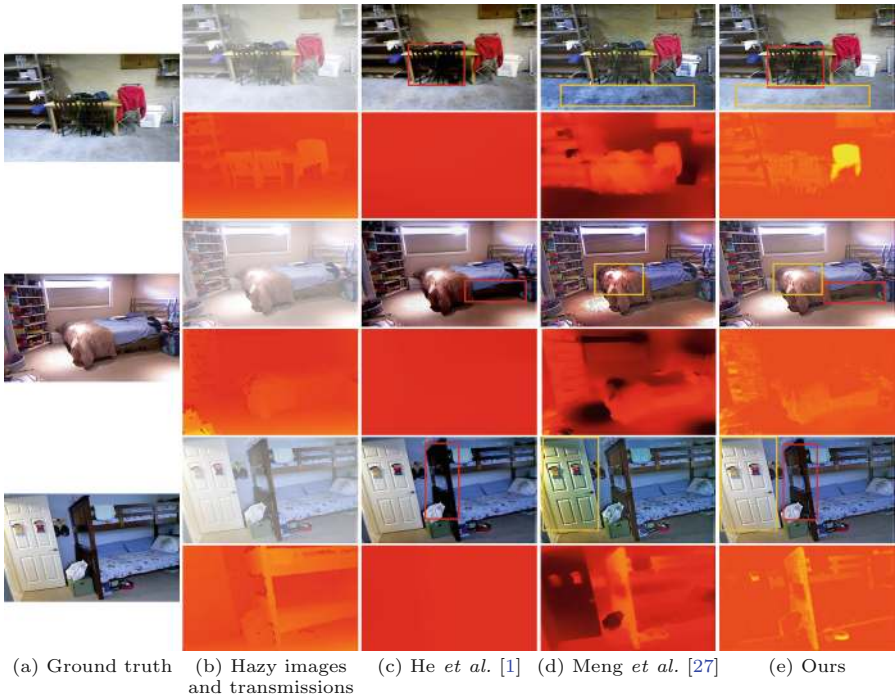 (a) Ground truth (b) Hazy images (c) He et al. [1] (d) Meng et al. [27] (e) Ours
and transmissions